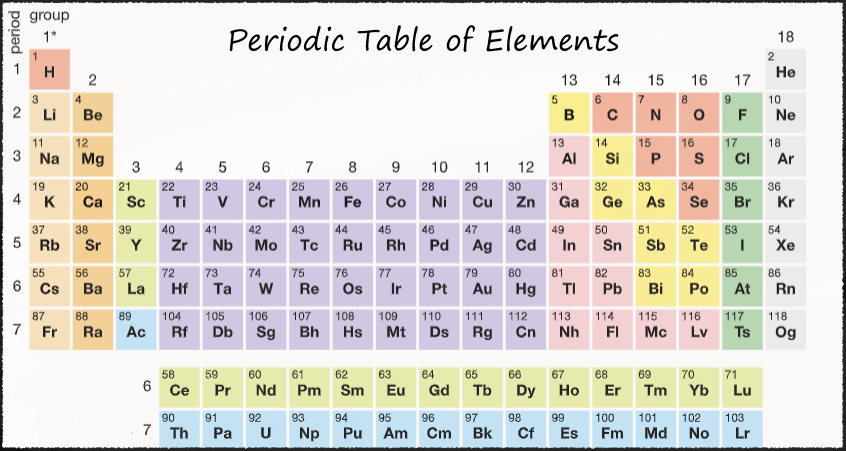 group
period
1*
Periodic Table of Elements
18
1 1 H 2 13 14 15 16 17 2 He
2 3 Li 4 Be 5 B 6 C 7 N 8 O 9 F 10 Ne
3 11 Na 12 Mg 3 4 5 6 7 8 9 10 11 12 13 Al 14 Si 15 P 16 S 17 Cl 18 Ar
4 19 K 20 Ca 21 Sc 22 Ti 23 V 24 Cr 25 Mn 26 Fe 27 Co 28 Ni 29 Cu 30 Zn 31 Ga 32 Ge 33 As 34 Se 35 Br 36 Kr
5 37 Rb 38 Sr 39 Y 40 Zr 41 Nb 42 Mo 43 Tc 44 Ru 45 Rh 46 Pd 47 Ag 48 Cd 49 In 50 Sn 51 Sb 52 Te 53 I 54 Xe
6 55 Cs 56 Ba 57 La 72 Hf 73 Ta 74 W 75 Re 76 Os 77 Ir 78 Pt 79 Au 80 Hg 81 Tl 82 Pb 83 Bi 84 Po 85 At 86 Rn
7 87 Fr 88 Ra 89 Ac 104 Rf 105 Db 106 Sg 107 Bh 108 Hs 109 Mt 110 Ds 111 Rg 112 Cn 113 Nh 114 Fl 115 Mc 116 Lv 117 Ts 118 Og
6 58 Ce 59 Pr 60 Nd 61 Pm 62 Sm 63 Eu 64 Gd 65 Tb 66 Dy 67 Ho 68 Er 69 Tm 70 Yb 71 Lu
7 90 Th 91 Pa 92 U 93 Np 94 Pu 95 Am 96 Cm 97 Bk 98 Cf 99 Es 100 Fm 101 Md 102 No 103 Lr